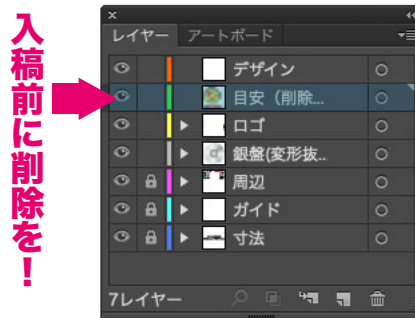 入稿前に削除を！
レイヤー アートボード
デザイン
目安（削除...
ロゴ
銀盤(変形抜...
周辺
ガイド
寸法
7レイヤー